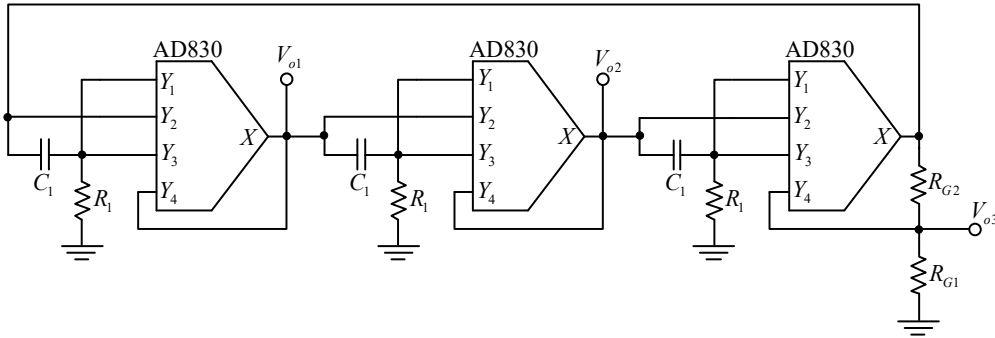 AD830
V_{o1}
Y_1
Y_2
X
Y_3
Y_4
C_1
R_1
AD830
V_{o2}
Y_1
Y_2
X
Y_3
Y_4
C_1
R_1
AD830
Y_1
Y_2
X
Y_3
Y_4
C_1
R_1
R_{G2}
V_{o3}
R_{G1}